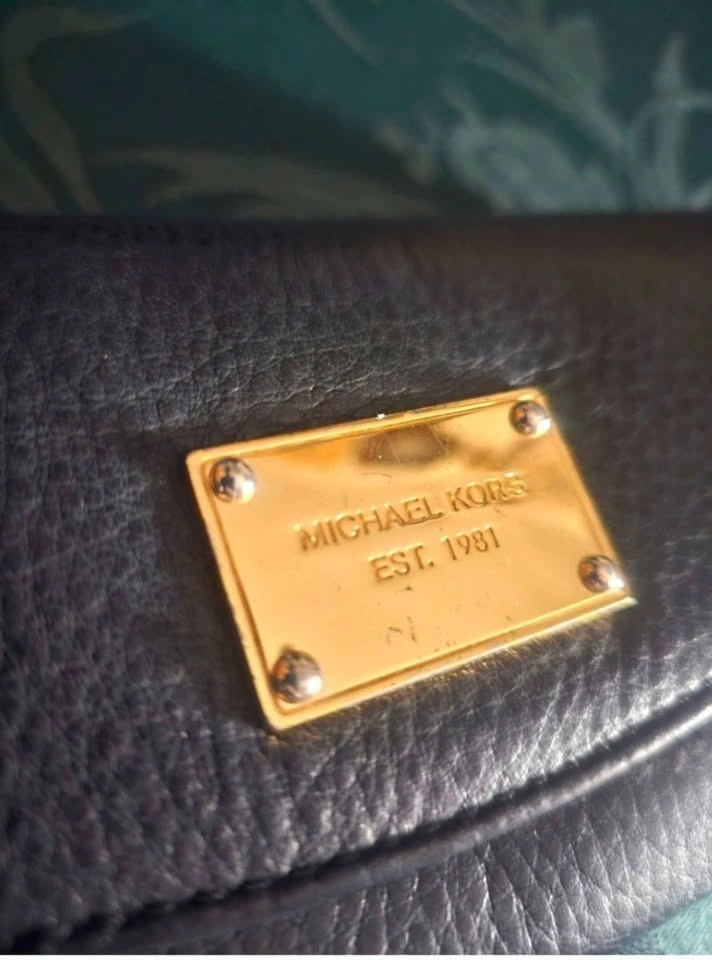 MICHAEL KORS
EST. 1981